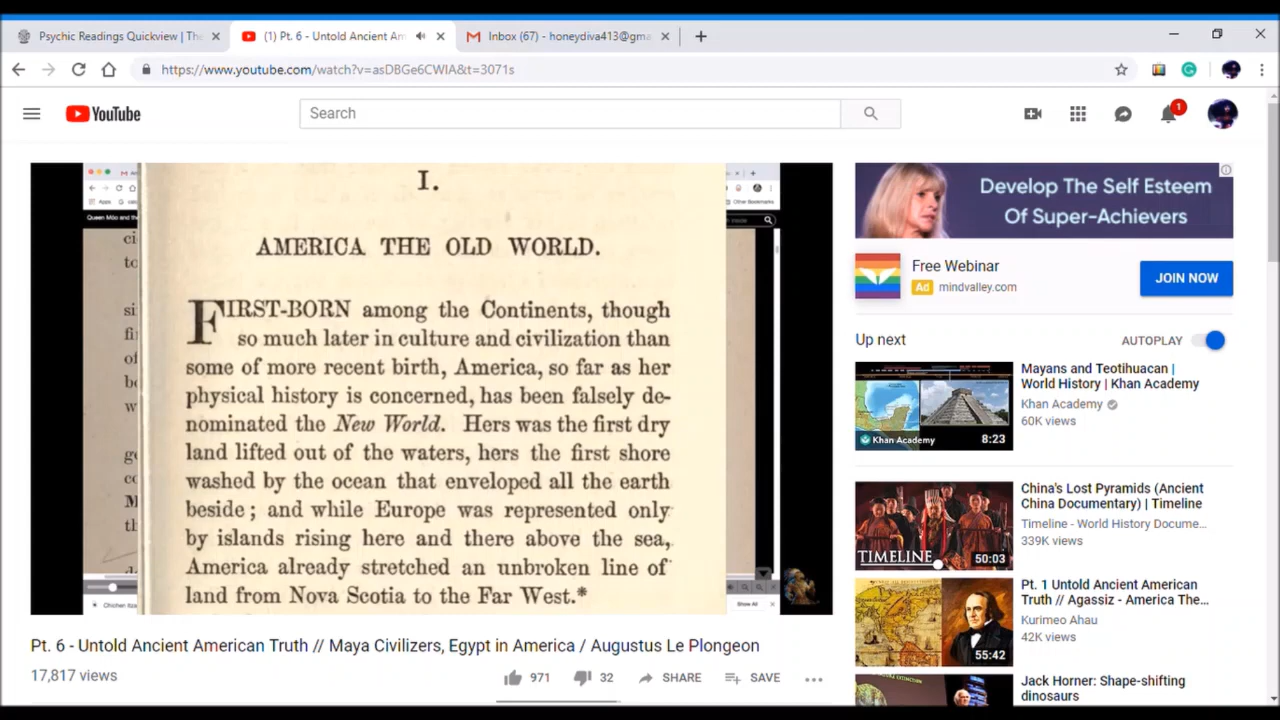 Psychic Readings Quickview | The
(1) Pt. 6 - Untold Ancient Am
Inbox (67) - honeydiva413@gma
https://www.youtube.com/watch?v=asDBGe6CWIA&t=3071s
YouTube
Search
1
I.
AMERICA THE OLD WORLD.
FIRST-BORN among the Continents, though
so much later in culture and civilization than
some of more recent birth, America, so far as her
physical history is concerned, has been falsely de-
nominated the New World. Hers was the first dry
land lifted out of the waters, hers the first shore
washed by the ocean that enveloped all the earth
beside; and while Europe was represented only
by islands rising here and there above the sea,
America already stretched an unbroken line of
land from Nova Scotia to the Far West.*
Apps
Other Bookmarks
Show All
Pt. 6 - Untold Ancient American Truth // Maya Civilizers, Egypt in America / Augustus Le Plongeon
17,817 views
971
32
SHARE
SAVE
Develop The Self Esteem
Of Super-Achievers
Free Webinar
Ad mindvalley.com
JOIN NOW
Up next
AUTOPLAY
Khan Academy
8:23
Mayans and Teotihuacan |
World History | Khan Academy
Khan Academy
60K views
TIMELINE
50:03
China's Lost Pyramids (Ancient
China Documentary) | Timeline
Timeline - World History Docume...
339K views
55:42
Pt. 1 Untold Ancient American
Truth // Agassiz - America The...
Kurimeo Ahau
42K views
Jack Horner: Shape-shifting
dinosaurs